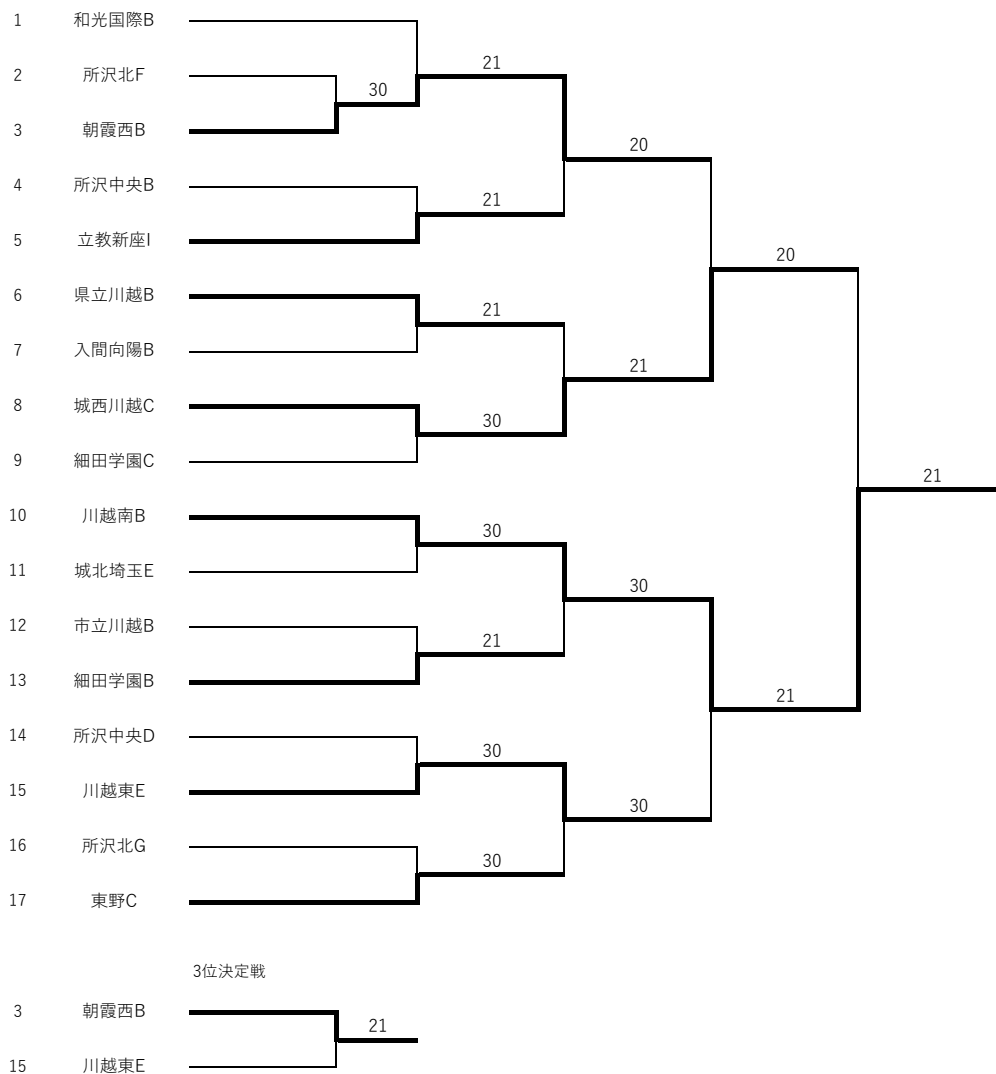 1 和光国際B
21
2 所沢北F
30
3 朝霞西B
20
4 所沢中央B
21
5 立教新座I
20
6 県立川越B
21
7 入間向陽B
21
8 城西川越C
30
9 細田学園C
21
10 川越南B
30
11 城北埼玉E
30
12 市立川越B
21
13 細田学園B
21
14 所沢中央D
30
15 川越東E
30
16 所沢北G
30
17 東野C
3位決定戦
3 朝霞西B
21
15 川越東E